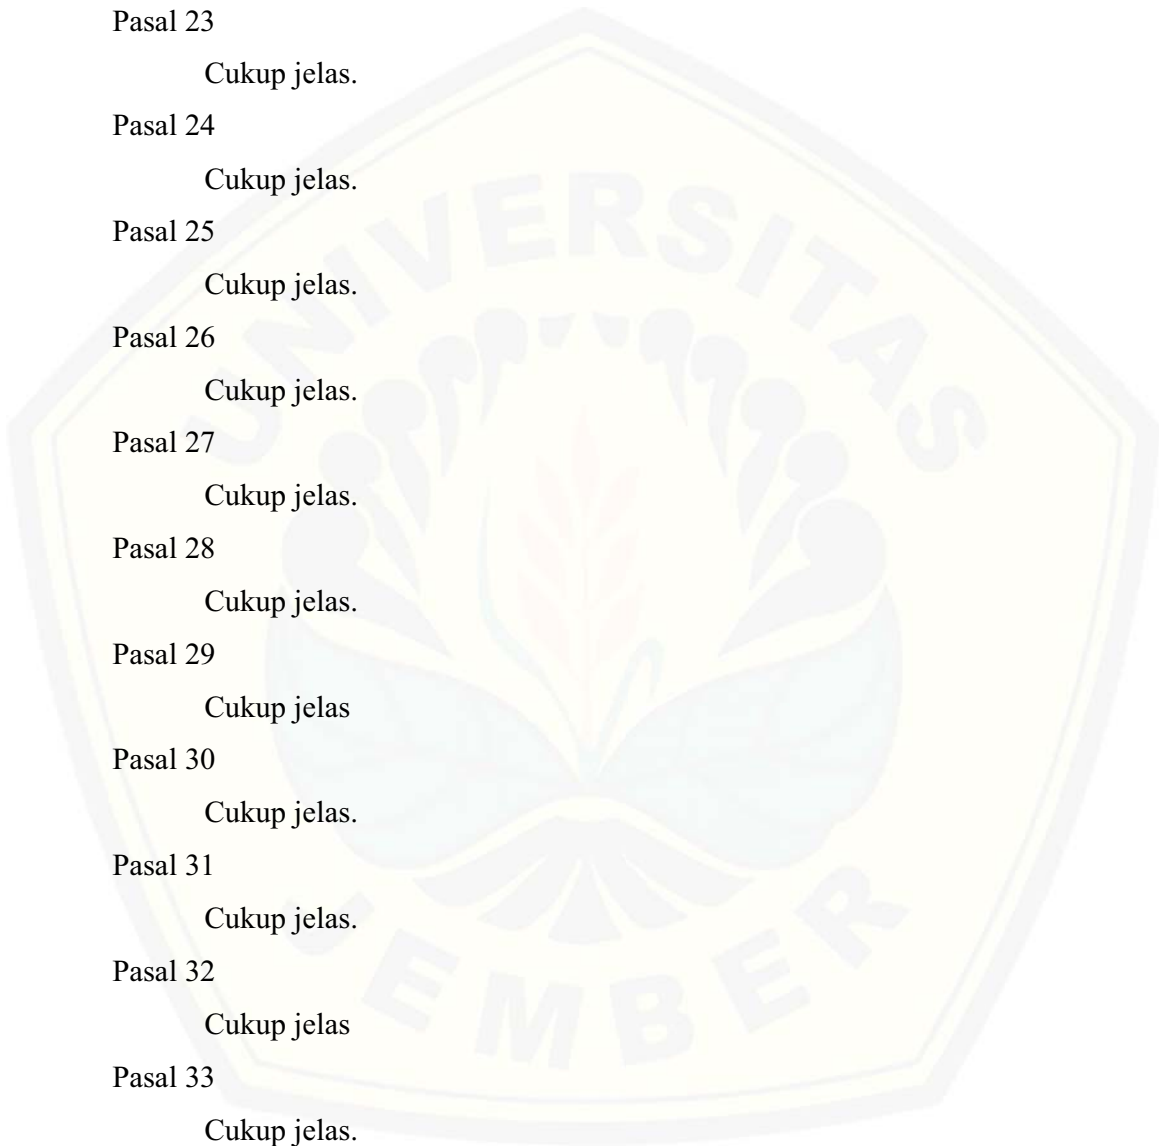 Pasal 23
Cukup jelas.
Pasal 24
Cukup jelas.
Pasal 25
Cukup jelas.
Pasal 26
Cukup jelas.
Pasal 27
Cukup jelas.
Pasal 28
Cukup jelas.
Pasal 29
Cukup jelas
Pasal 30
Cukup jelas.
Pasal 31
Cukup jelas.
Pasal 32
Cukup jelas
Pasal 33
Cukup jelas.
UNIVERSITAS
JEMBER